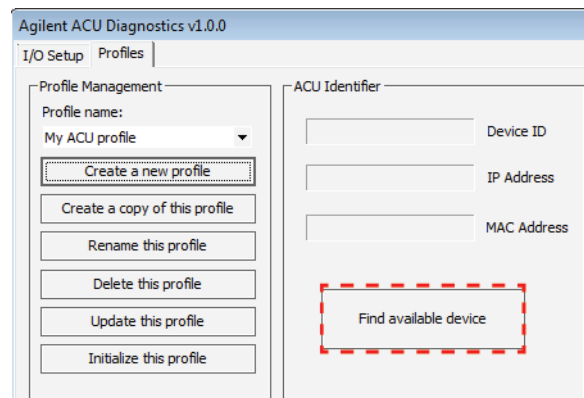 Agilent ACU Diagnostics v1.0.0
I/O Setup
Profiles
Profile Management
Profile name:
My ACU profile
Create a new profile
Create a copy of this profile
Rename this profile
Delete this profile
Update this profile
Initialize this profile
ACU Identifier
Device ID
IP Address
MAC Address
Find available device